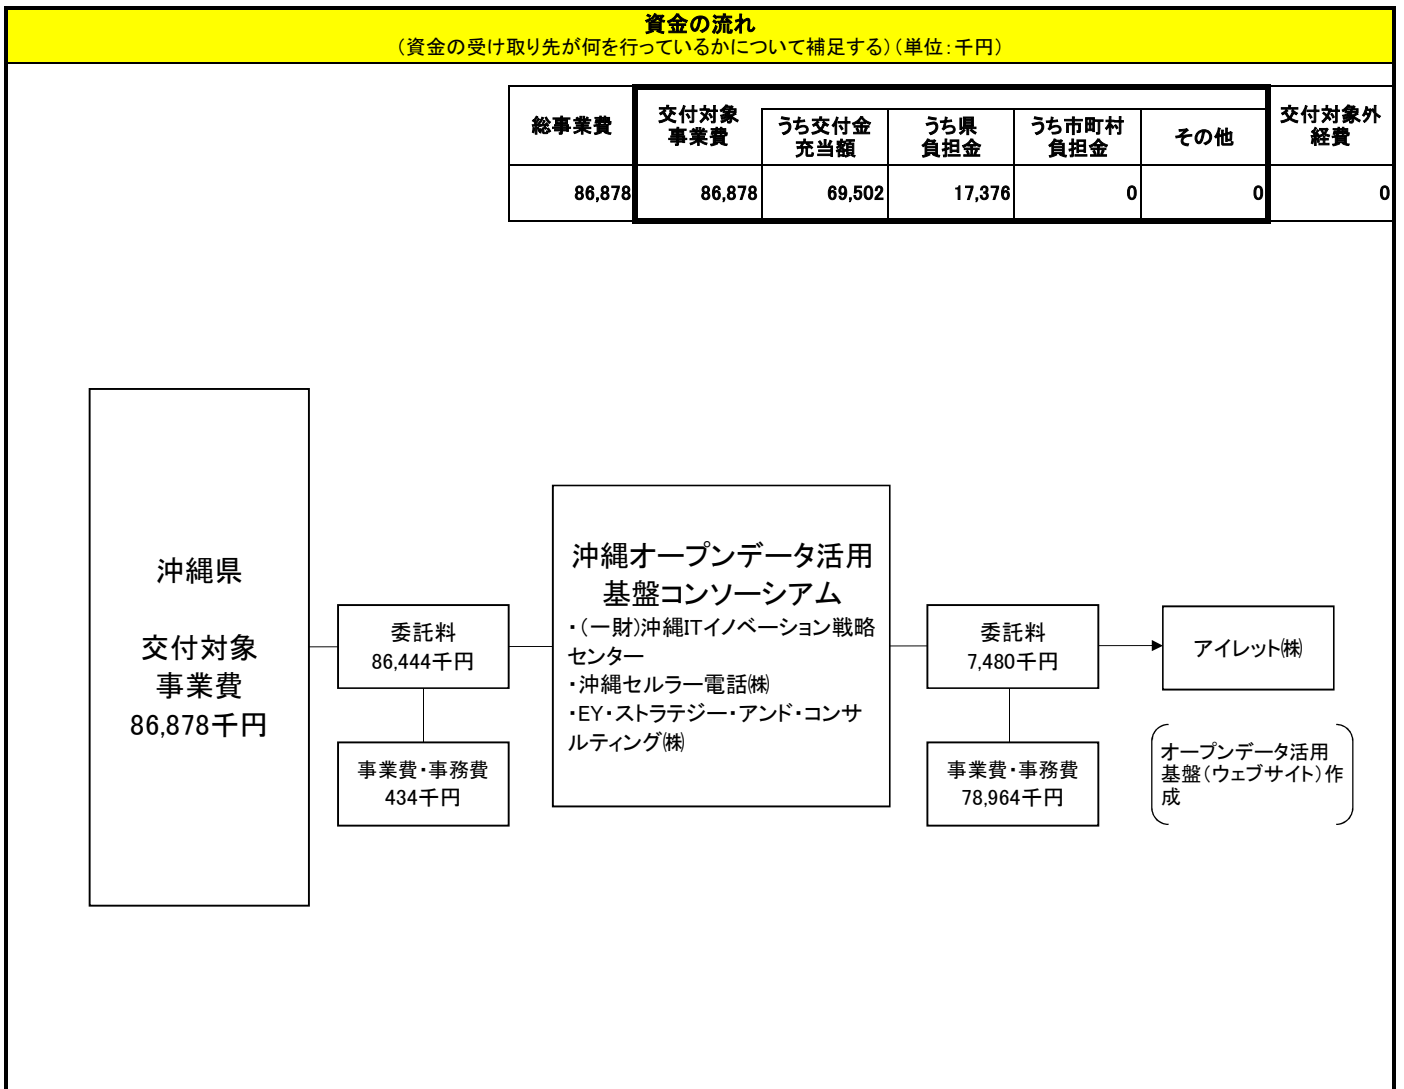 資金の流れ
（資金の受け取り先が何を行っているかについて補足する）（単位：千円）
総事業費
交付対象
事業費
うち交付金
充当額
うち県
負担金
うち市町村
負担金
その他
交付対象外
経費
86,878
86,878
69,502
17,376
0
0
0
沖縄県
交付対象
事業費
86,878千円
委託料
86,444千円
事業費・事務費
434千円
沖縄オープンデータ活用
基盤コンソーシアム
・（一財）沖縄ITイノベーション戦略
センター
・沖縄セルラー電話㈱
・EY・ストラテジー・アンド・コンサ
ルティング㈱
委託料
7,480千円
事業費・事務費
78,964千円
アイレット㈱
オープンデータ活用
基盤（ウェブサイト）作
成